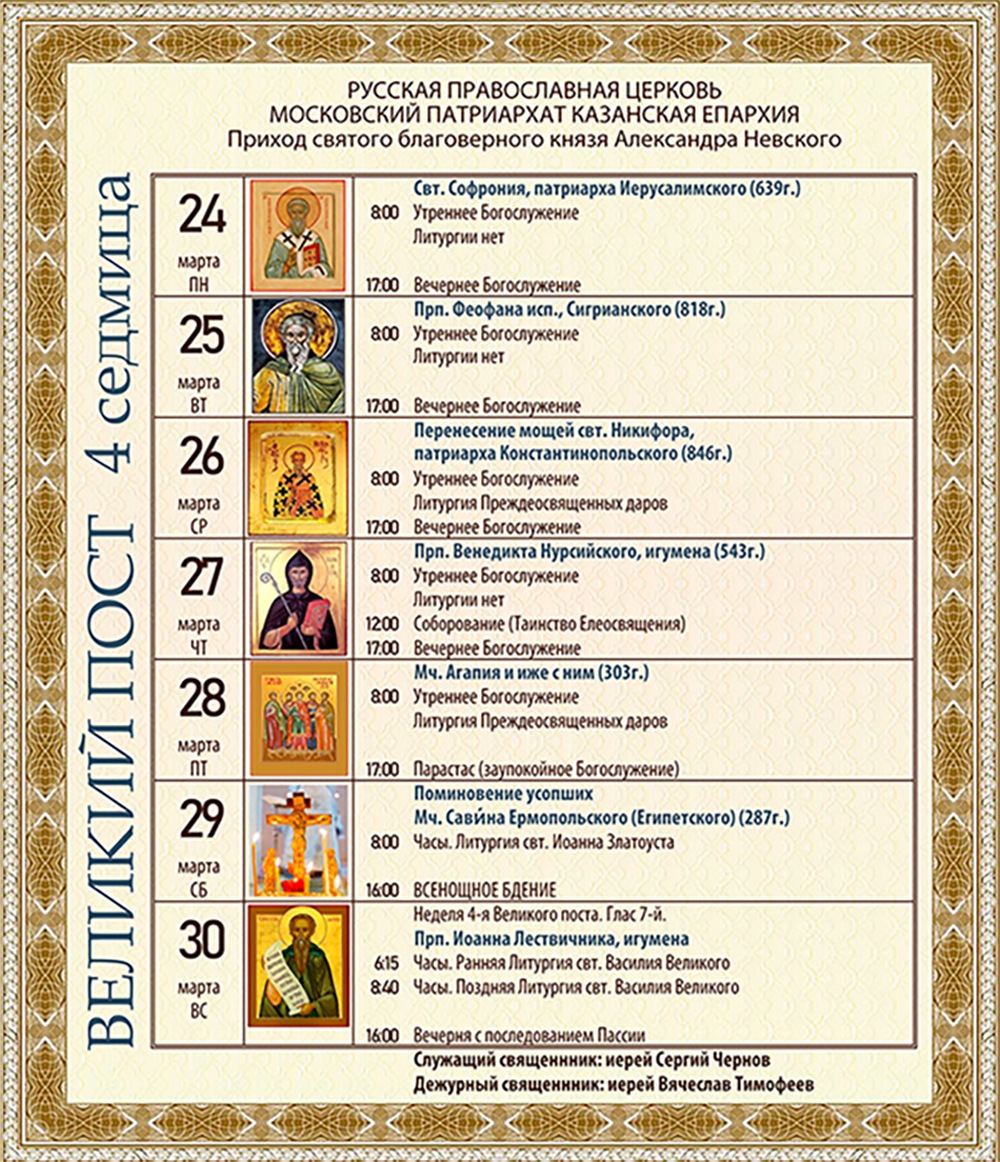 РУССКАЯ ПРАВОСЛАВНАЯ ЦЕРКОВЬ
МОСКОВСКИЙ ПАТРИАРХАТ КАЗАНСКАЯ ЕПАРХИЯ
Приход святого благоверного князя Александра Невского
ВЕЛИКИЙ ПОСТ 4 седмица
24
марта
ПН
Свт. Софрония, патриарха Иерусалимского (639г.)
8:00 Утреннее Богослужение
Литургии нет
17:00 Вечернее Богослужение
25
марта
ВТ
Прп. Феофана исп., Сигрианского (818г.)
8:00 Утреннее Богослужение
Литургии нет
17:00 Вечернее Богослужение
26
марта
СР
Перенесение мощей свт. Никифора,
патриарха Константинопольского (846г.)
8:00 Утреннее Богослужение
Литургия Преждеосвященных даров
17:00 Вечернее Богослужение
27
марта
ЧТ
Прп. Венедикта Нурсийского, игумена (543г.)
8:00 Утреннее Богослужение
Литургии нет
12:00 Соборование (Таинство Елеосвящения)
17:00 Вечернее Богослужение
28
марта
ПТ
Мч. Агапия и иже с ним (303г.)
8:00 Утреннее Богослужение
Литургия Преждеосвященных даров
17:00 Парастас (заупокойное Богослужение)
29
марта
СБ
Поминовение усопших
Мч. Сави́на Ермопольского (Египетского) (287г.)
8:00 Часы. Литургия свт. Иоанна Златоуста
16:00 ВСЕНОЩНОЕ БДЕНИЕ
30
марта
ВС
Неделя 4-я Великого поста. Глас 7-й.
Прп. Иоанна Лествичника, игумена
6:15 Часы. Ранняя Литургия свт. Василия Великого
8:40 Часы. Поздняя Литургия свт. Василия Великого
16:00 Вечерня с последованием Пассии
Служащий священнник: иерей Сергий Чернов
Дежурный священнник: иерей Вячеслав Тимофеев